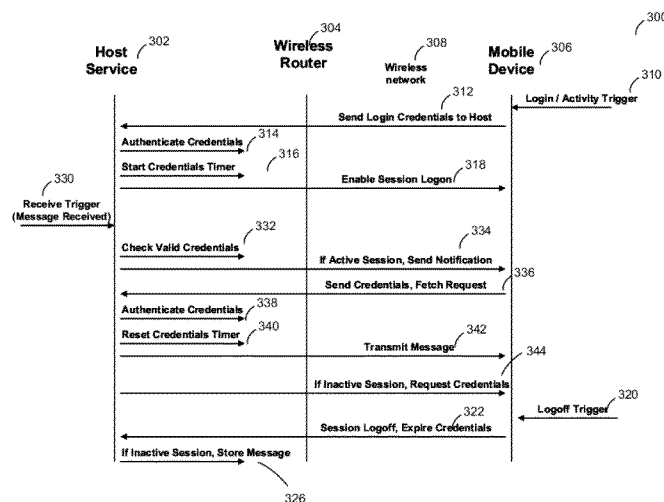 300
304
302
308
Host Service
Wireless Router
Wireless network
Mobile Device
306
310
312
Login / Activity Trigger
Send Login Credentials to Host
314
Authenticate Credentials
316
318
Start Credentials Timer
330
Enable Session Logon
Receive Trigger
(Message Received)
332
334
Check Valid Credentials
If Active Session, Send Notification
336
Send Credentials, Fetch Request
338
Authenticate Credentials
340
342
Reset Credentials Timer
Transmit Message
344
If Inactive Session, Request Credentials
320
322
Logoff Trigger
Session Logoff, Expire Credentials
If Inactive Session, Store Message
326